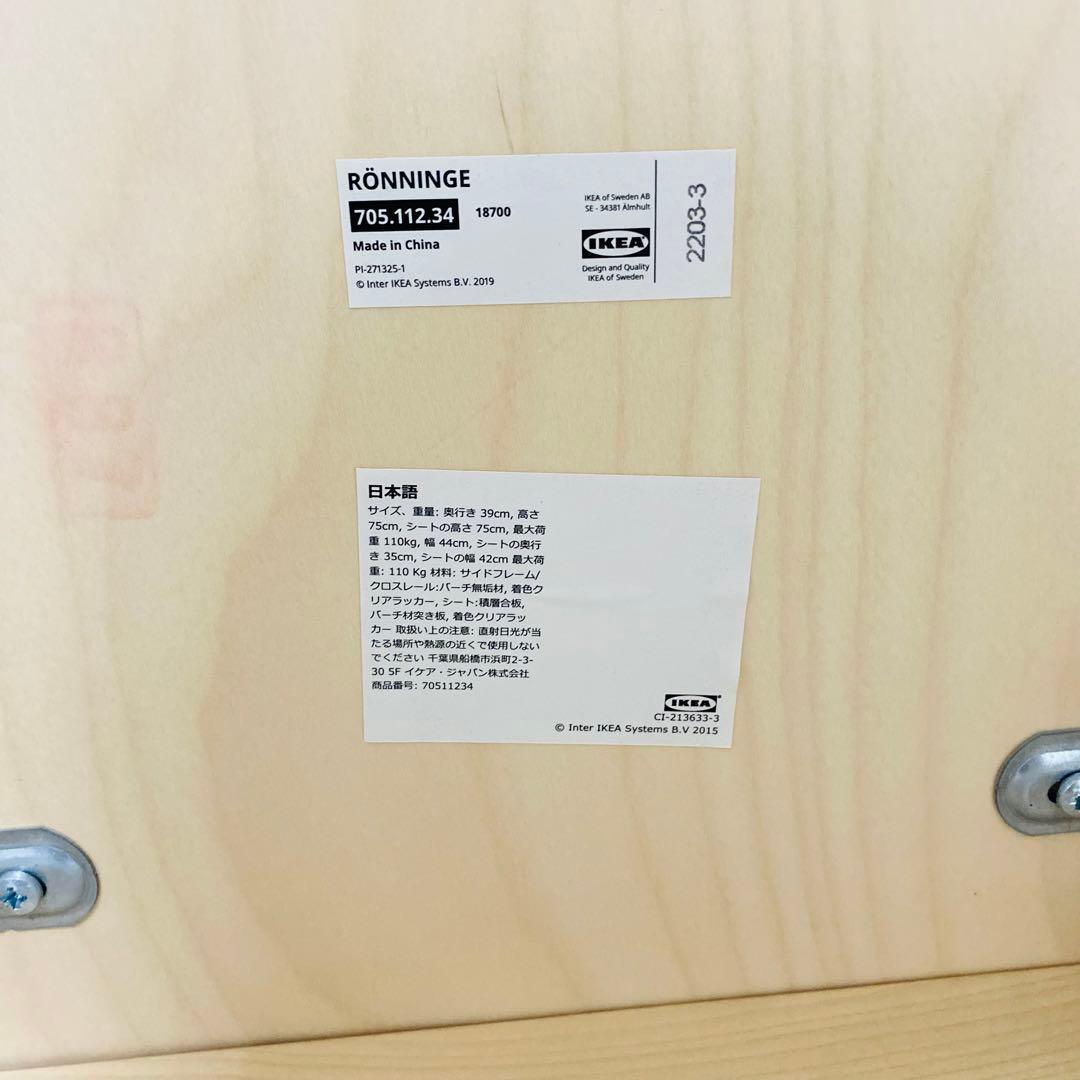 RÖNNINGE
705.112.34 18700
Made in China
PI-271325-1
© Inter IKEA Systems B.V. 2019
IKEA of Sweden AB
SE - 34381 Älmhult
IKEA
Design and Quality
IKEA of Sweden
2203-3
日本語
サイズ、重量: 奥行き 39cm, 高さ
75cm, シートの高さ 75cm, 最大荷
重 110kg, 幅 44cm, シートの奥行
き 35cm, シートの幅 42cm 最大荷
重: 110 Kg 材料: サイドフレーム/
クロスレール:バーチ無垢材, 着色ク
リアラッカー, シート:積層合板,
バーチ材突き板, 着色クリアラッ
カー 取扱い上の注意: 直射日光が当
たる場所や熱源の近くで使用しない
でください 千葉県船橋市浜町2-3-
30 5F イケア・ジャパン株式会社
商品番号: 70511234
IKEA®
CI-213633-3
© Inter IKEA Systems B.V 2015